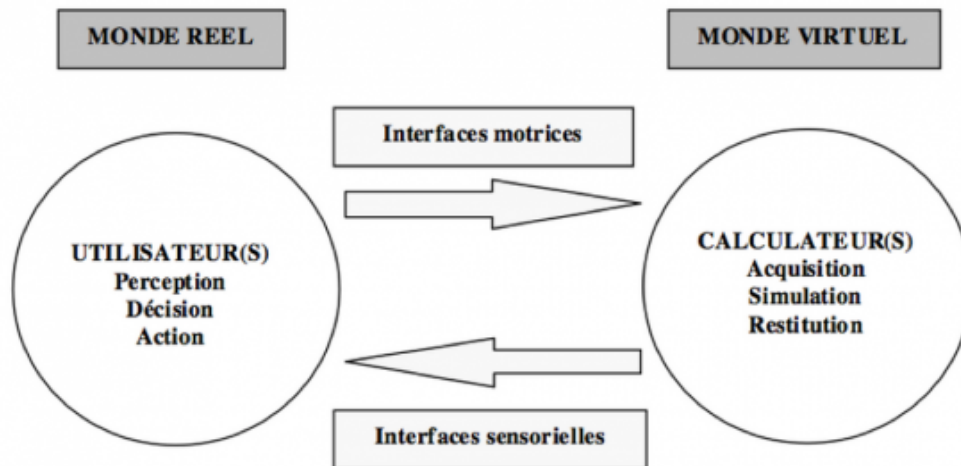 MONDE REEL
MONDE VIRTUEL
Interfaces motrices
UTILISATEUR(S)
Perception
Décision
Action
CALCULATEUR(S)
Acquisition
Simulation
Restitution
Interfaces sensorielles